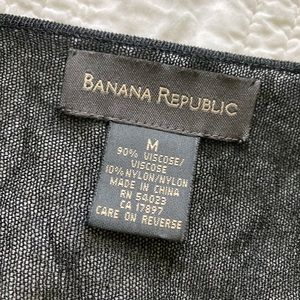 BANANA REPUBLIC
M
90% VISCOSE/
VISCOSE
10% NYLON/NYLON
MADE IN CHINA
RN 54023
CA 17897
CARE ON REVERSE